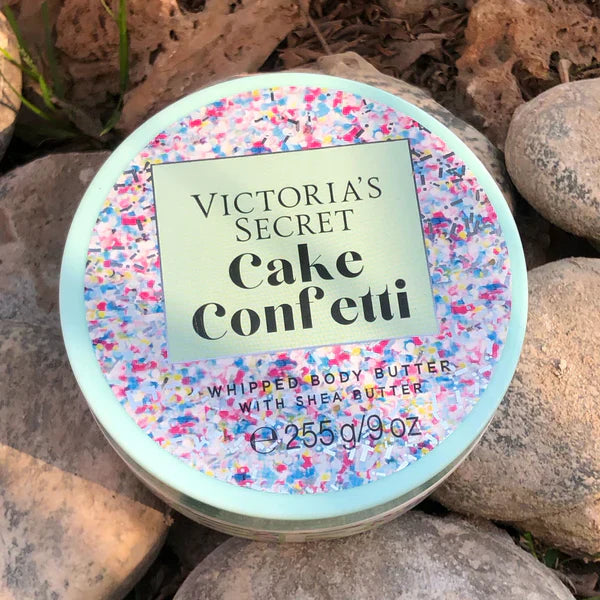 VICTORIA'S
SECRET
Cake
Confetti
WHIPPED BODY BUTTER
WITH SHEA BUTTER
℮ 255 g/9 oz